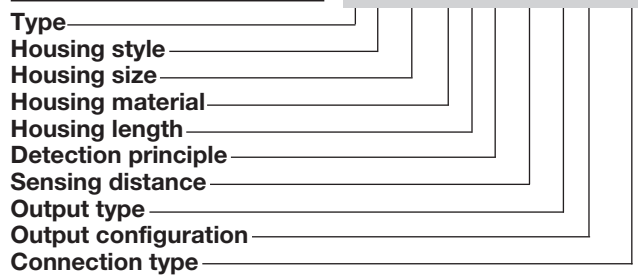 Type
Housing style
Housing size
Housing material
Housing length
Detection principle
Sensing distance
Output type
Output configuration
Connection type